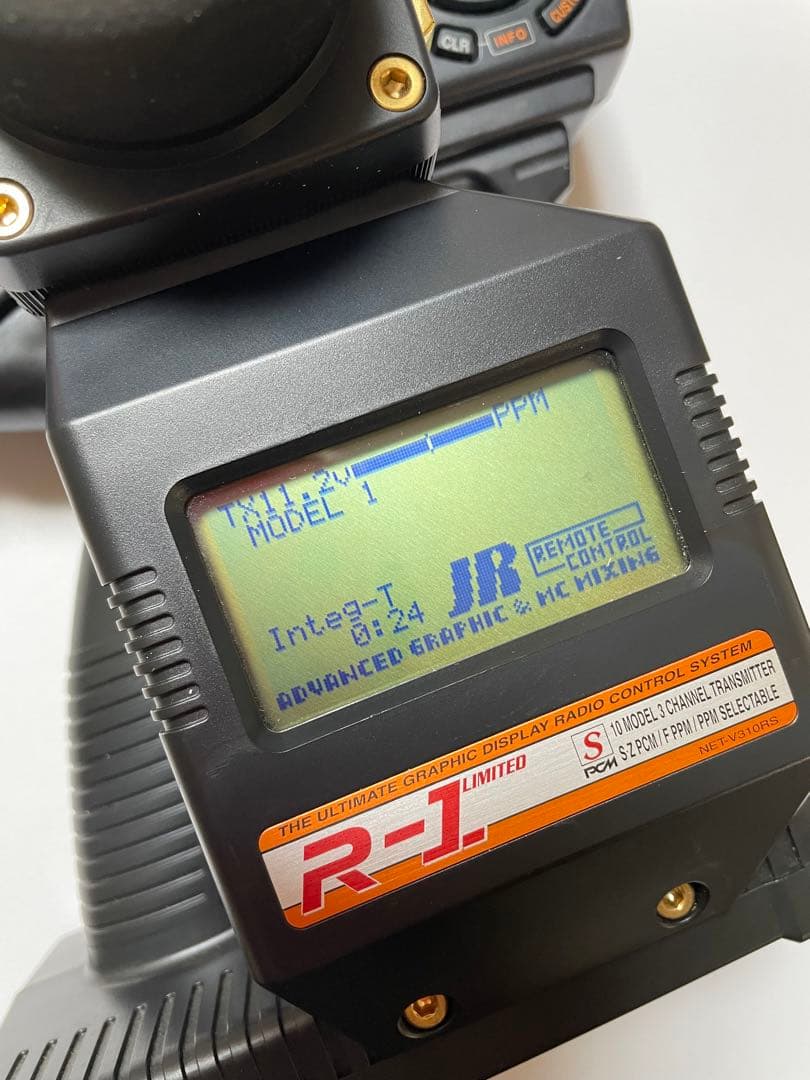 CLR
INFO
TX11.2V PPM
MODEL 1
Integ-T
0:24
JR
REMOTE
CONTROL
ADVANCED GRAPHIC & MC MIXING
THE ULTIMATE GRAPHIC DISPLAY RADIO CONTROL SYSTEM
R-1 LIMITED
S
PCM
10 MODEL 3 CHANNEL TRANSMITTER
S-Z PCM / F PPM / PPM SELECTABLE
NET-V310RS